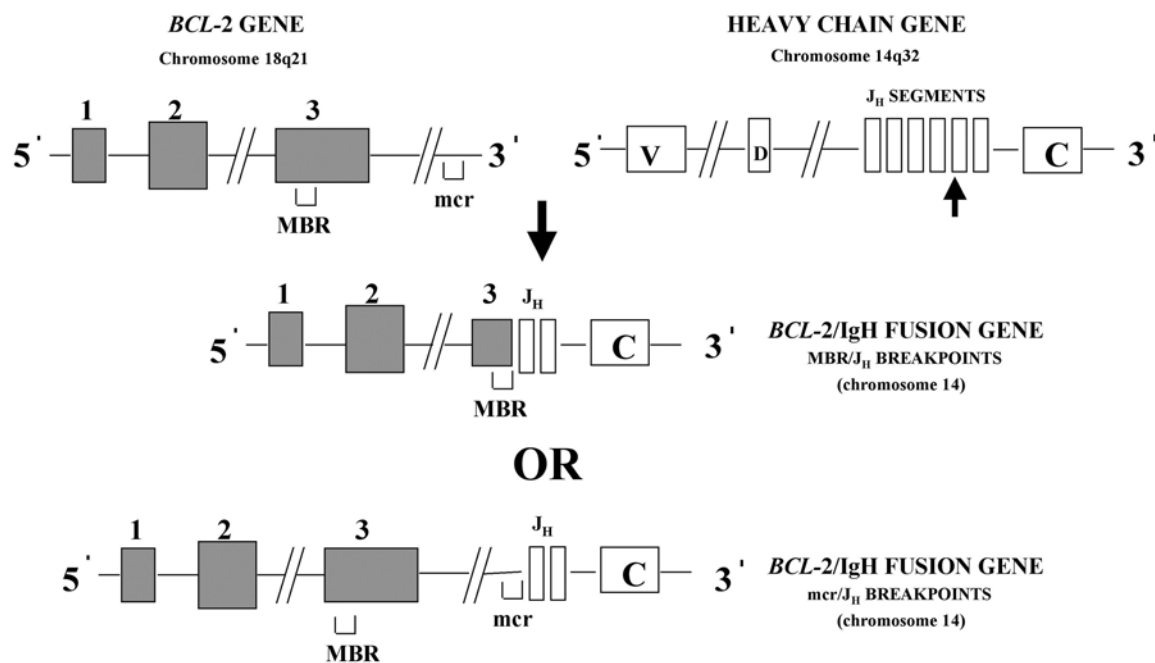 BCL-2 GENE
Chromosome 18q21
1 2 3
5' 3'
MBR
mcr
HEAVY CHAIN GENE
Chromosome 14q32
JH SEGMENTS
5' V D C 3'
1 2 3 JH
5' C 3'
MBR
BCL-2/IgH FUSION GENE
MBR/JH BREAKPOINTS
(chromosome 14)
OR
1 2 3 JH
5' C 3'
mcr
MBR
BCL-2/IgH FUSION GENE
mcr/JH BREAKPOINTS
(chromosome 14)